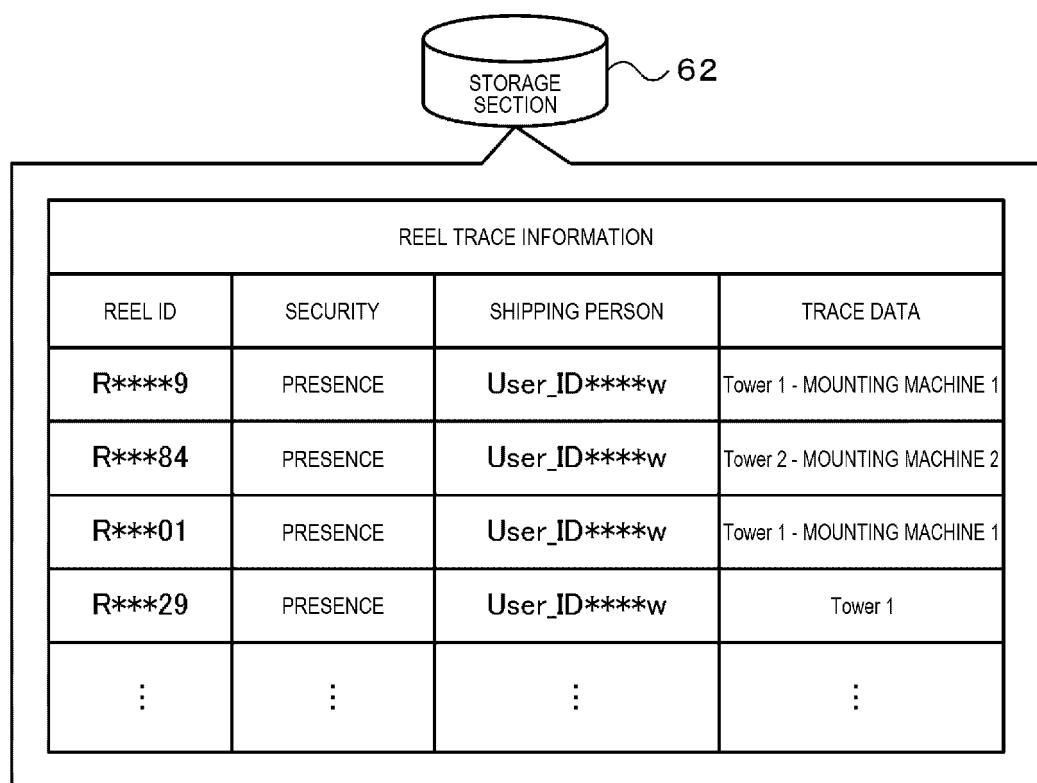 STORAGE
SECTION
62
REEL TRACE INFORMATION
REEL ID SECURITY SHIPPING PERSON TRACE DATA
R****9 PRESENCE User_ID****w Tower 1 - MOUNTING MACHINE 1
R***84 PRESENCE User_ID****w Tower 2 - MOUNTING MACHINE 2
R***01 PRESENCE User_ID****w Tower 1 - MOUNTING MACHINE 1
R***29 PRESENCE User_ID****w Tower 1
⋮ ⋮ ⋮ ⋮